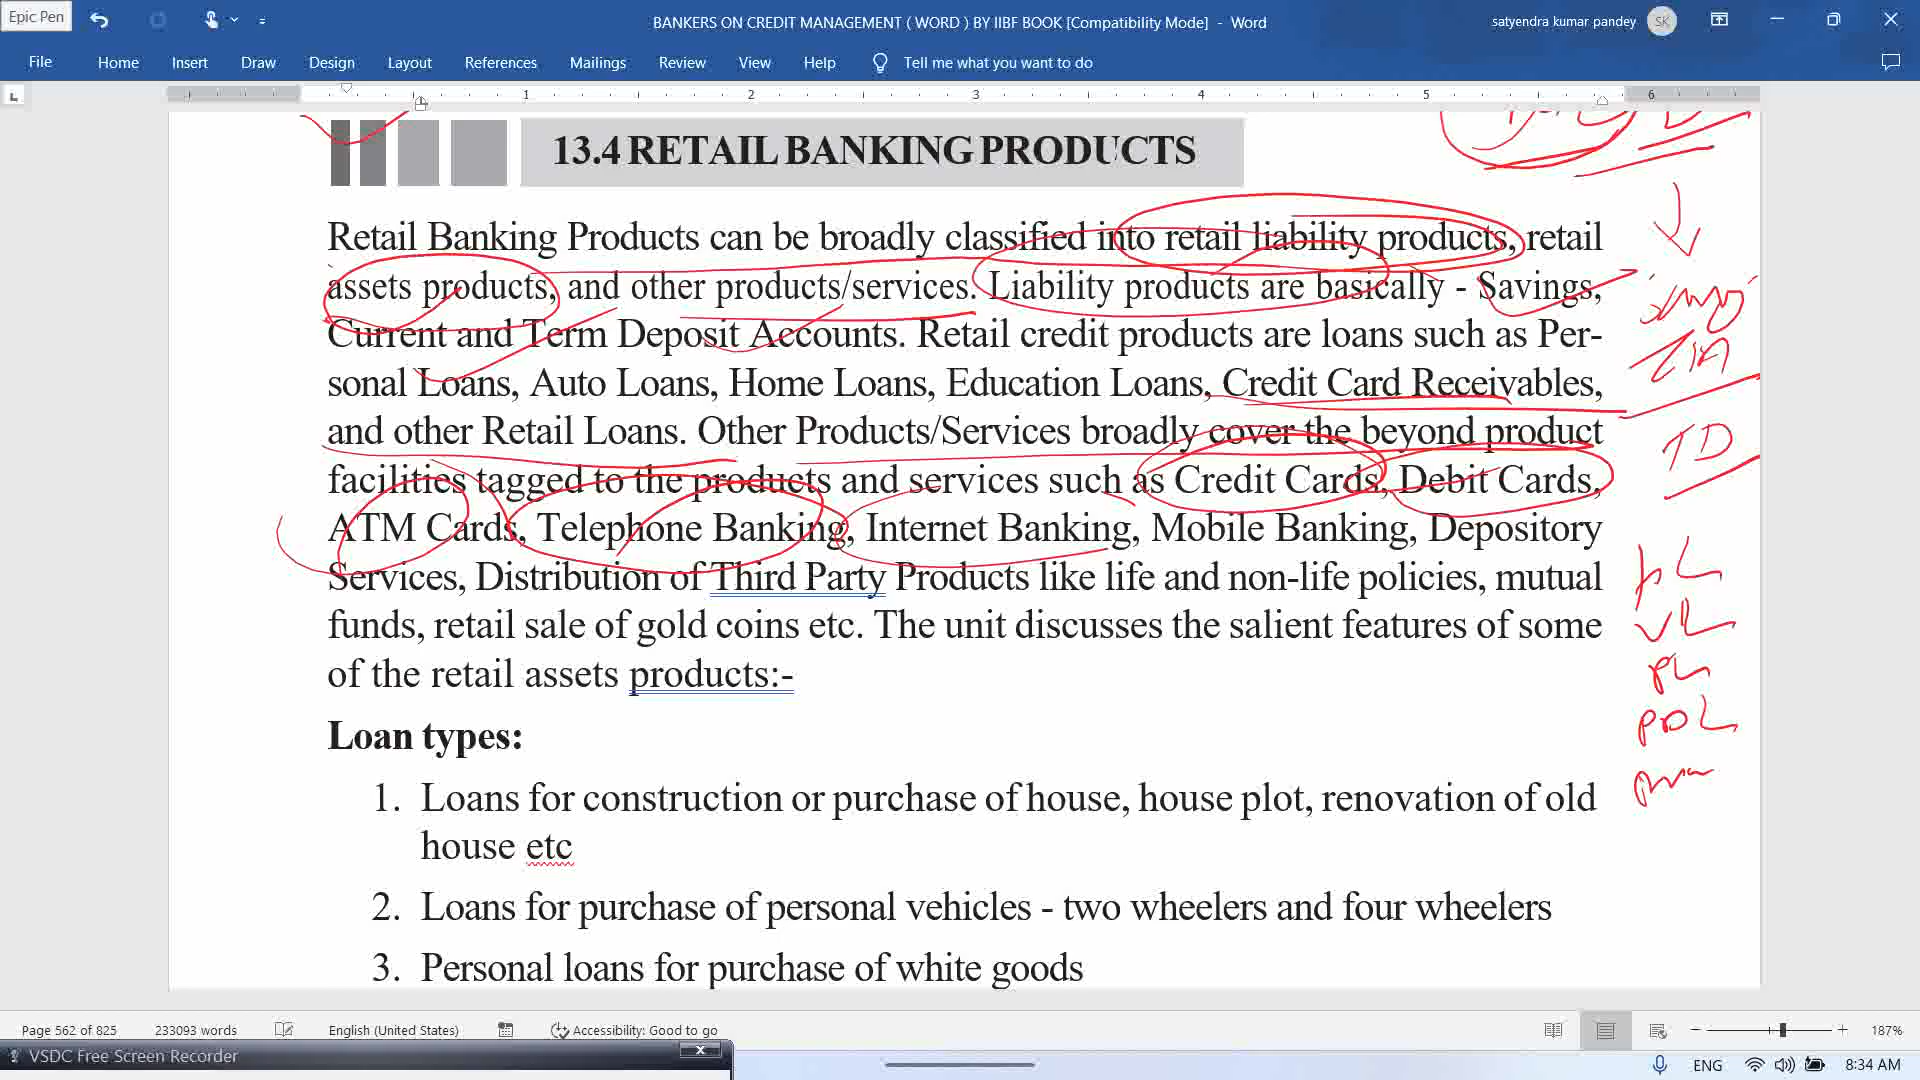 Epic Pen
BANKERS ON CREDIT MANAGEMENT ( WORD ) BY IIBF BOOK [Compatibility Mode] - Word
satyendra kumar pandey
SK
File Home Insert Draw Design Layout References Mailings Review View Help Tell me what you want to do
1 2 3 4 5 6
13.4 RETAIL BANKING PRODUCTS
Retail Banking Products can be broadly classified into retail liability products, retail
assets products, and other products/services. Liability products are basically - Savings,
Current and Term Deposit Accounts. Retail credit products are loans such as Per-
sonal Loans, Auto Loans, Home Loans, Education Loans, Credit Card Receivables,
and other Retail Loans. Other Products/Services broadly cover the beyond product
facilities tagged to the products and services such as Credit Cards, Debit Cards,
ATM Cards, Telephone Banking, Internet Banking, Mobile Banking, Depository
Services, Distribution of Third Party Products like life and non-life policies, mutual
funds, retail sale of gold coins etc. The unit discusses the salient features of some
of the retail assets products:-
TD
HL
VL
PL
PDL
Loan types:
1. Loans for construction or purchase of house, house plot, renovation of old
house etc
2. Loans for purchase of personal vehicles - two wheelers and four wheelers
3. Personal loans for purchase of white goods
Page 562 of 825 233093 words English (United States) Accessibility: Good to go 187%
VSDC Free Screen Recorder
ENG 8:34 AM